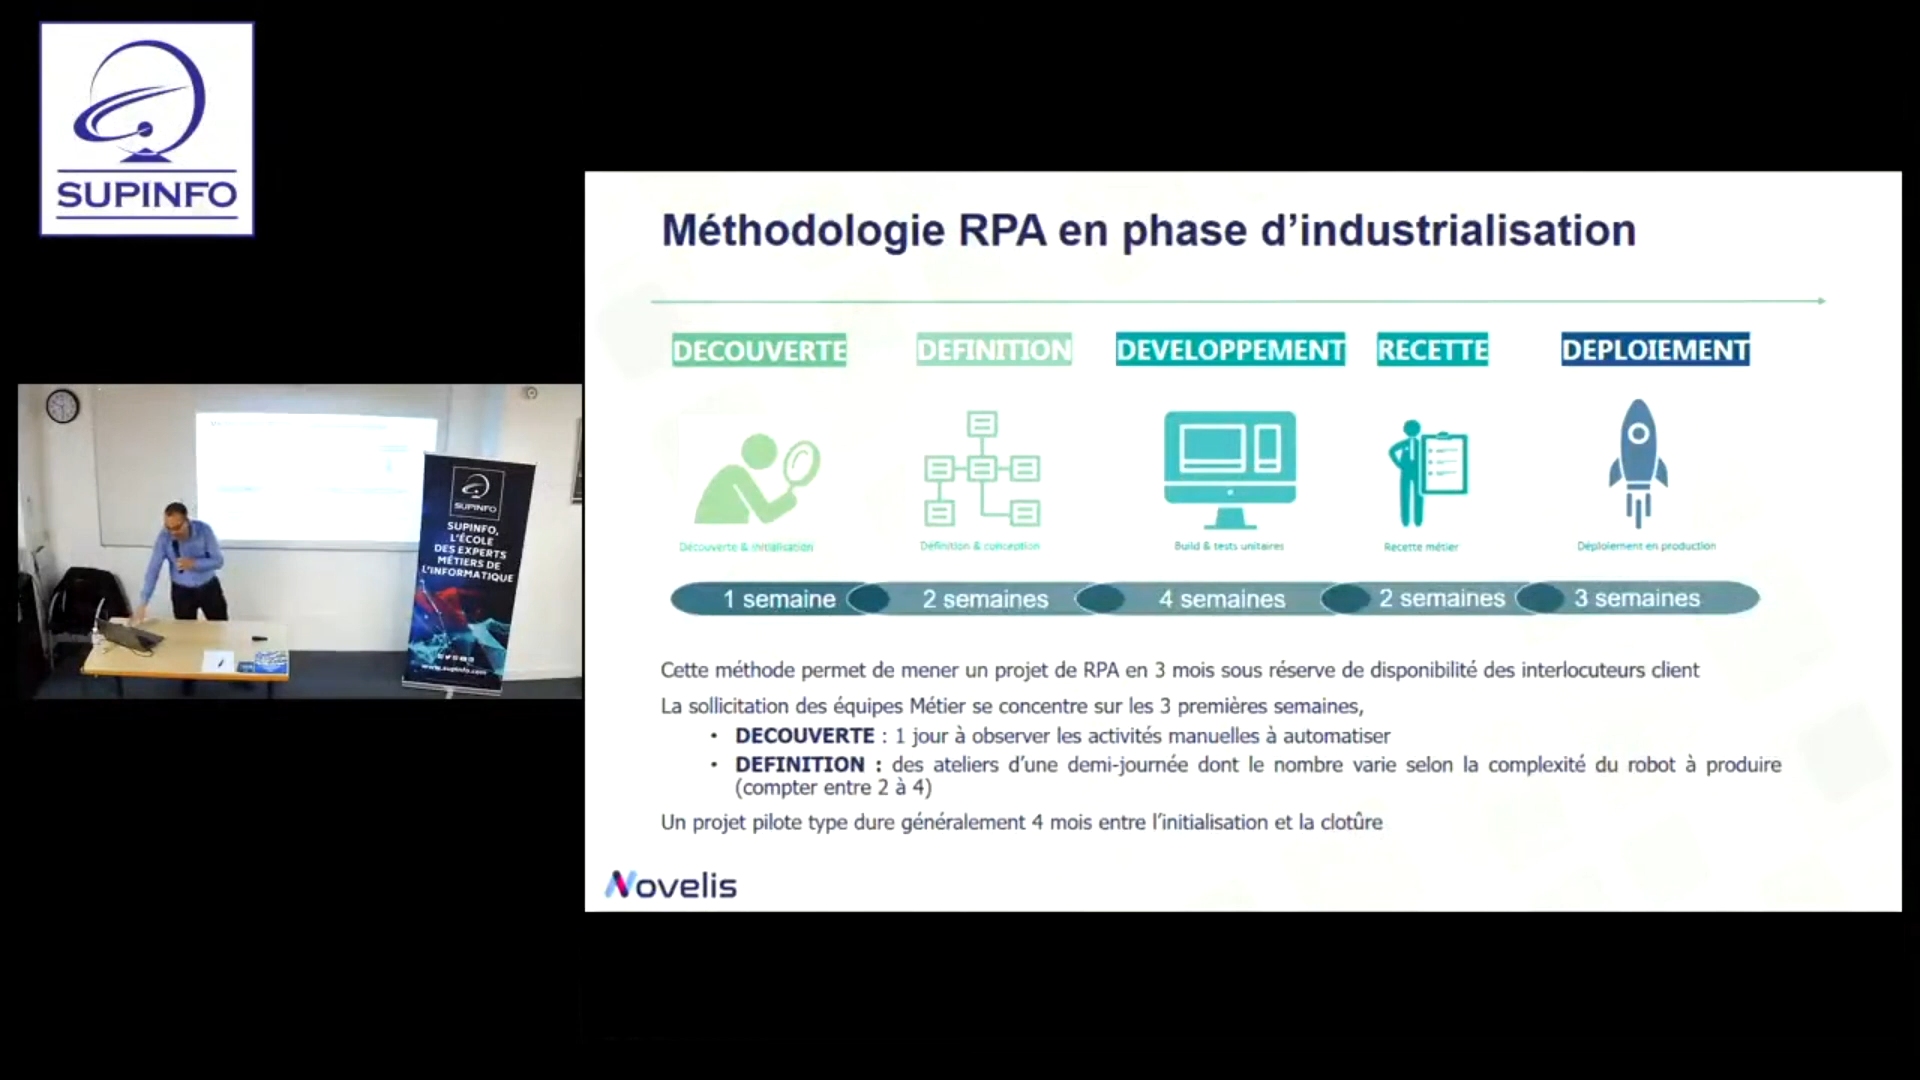 SUPINFO
Méthodologie RPA en phase d’industrialisation
DECOUVERTE
DEFINITION
DEVELOPPEMENT
RECETTE
DEPLOIEMENT
Découverte & initialisation
Définition & conception
Build & tests unitaires
Recette métier
Déploiement en production
1 semaine
2 semaines
4 semaines
2 semaines
3 semaines
Cette méthode permet de mener un projet de RPA en 3 mois sous réserve de disponibilité des interlocuteurs client
La sollicitation des équipes Métier se concentre sur les 3 premières semaines,
• DECOUVERTE : 1 jour à observer les activités manuelles à automatiser
• DEFINITION : des ateliers d’une demi-journée dont le nombre varie selon la complexité du robot à produire
(compter entre 2 à 4)
Un projet pilote type dure généralement 4 mois entre l’initialisation et la clotûre
Novelis
SUPINFO
SUPINFO,
L'ÉCOLE
DES EXPERTS
MÉTIERS DE
L'INFORMATIQUE
www.supinfo.com